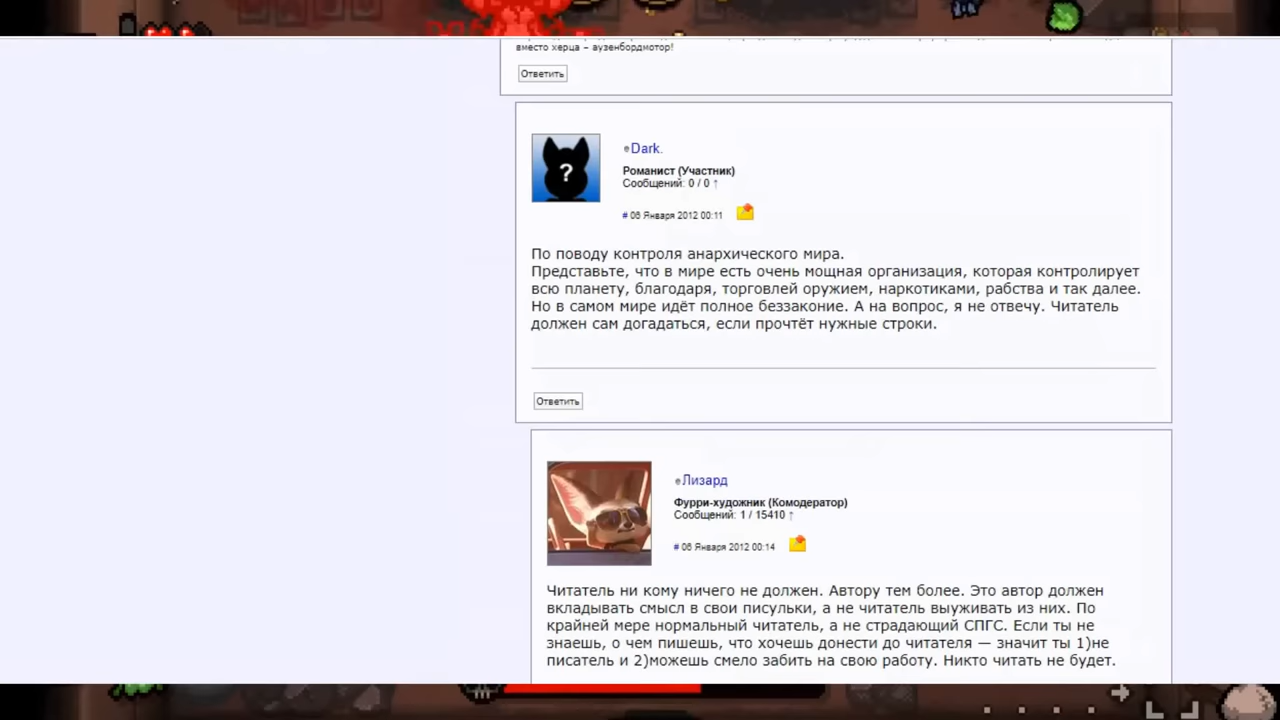 вместо херца – аузенбордмотор!
Ответить
Dark.
Романист (Участник)
Сообщений: 0 / 0 ↑
# 06 Января 2012 00:11
По поводу контроля анархического мира.
Представьте, что в мире есть очень мощная организация, которая контролирует
всю планету, благодаря, торговлей оружием, наркотиками, рабства и так далее.
Но в самом мире идёт полное беззаконие. А на вопрос, я не отвечу. Читатель
должен сам догадаться, если прочтёт нужные строки.
Ответить
Лизард
Фурри-художник (Комодератор)
Сообщений: 1 / 15410 ↑
# 06 Января 2012 00:14
Читатель ни кому ничего не должен. Автору тем более. Это автор должен
вкладывать смысл в свои писульки, а не читатель выуживать из них. По
крайней мере нормальный читатель, а не страдающий СПГС. Если ты не
знаешь, о чем пишешь, что хочешь донести до читателя — значит ты 1)не
писатель и 2)можешь смело забить на свою работу. Никто читать не будет.